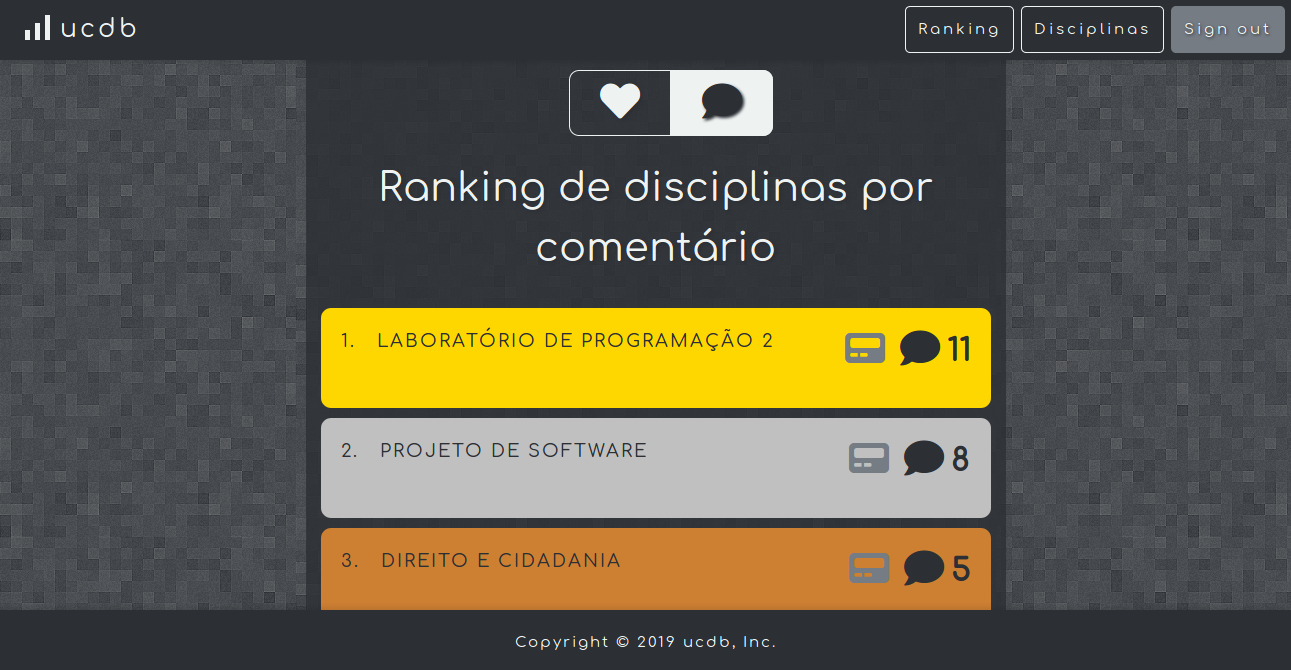 ucdb
Ranking
Disciplinas
Sign out
Ranking de disciplinas por
comentário
1. LABORATÓRIO DE PROGRAMAÇÃO 2
11
2. PROJETO DE SOFTWARE
8
3. DIREITO E CIDADANIA
5
Copyright © 2019 ucdb, Inc.